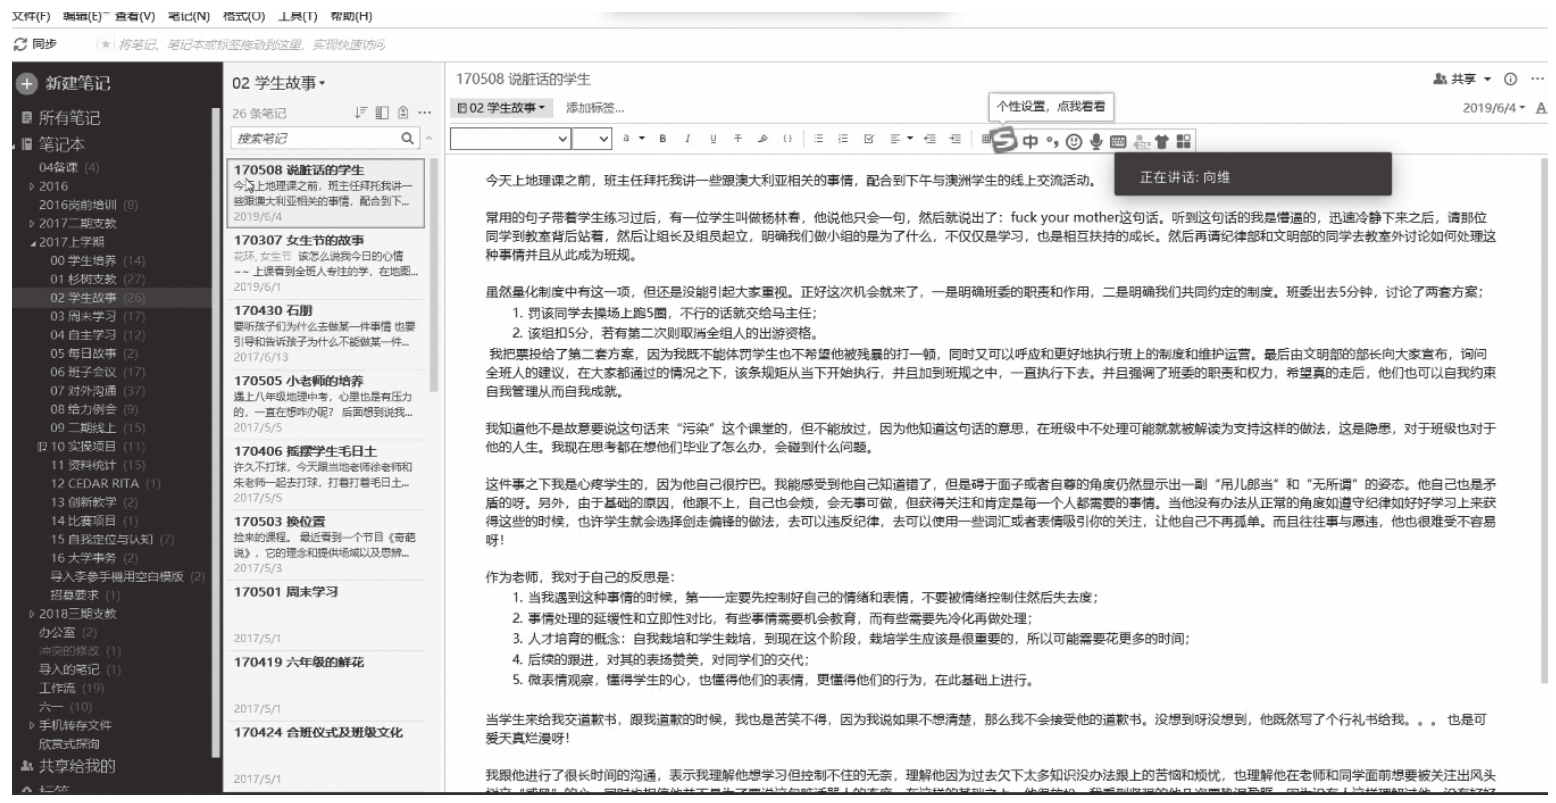 文件(F) 编辑(E) 查看(V) 笔记(N) 格式(O) 工具(T) 帮助(H)
同步 将笔记、笔记本或标签拖动到这里，实现快速访问
新建笔记
所有笔记
笔记本
04备课 (4)
2016
2016岗前培训 (8)
2017二期支教
2017上学期
00 学生培养 (14)
01 杉树支教 (27)
02 学生故事 (26)
03 周末学习 (17)
04 自主学习 (12)
05 每日故事 (2)
06 班子会议 (17)
07 对外沟通 (37)
08 给力例会 (9)
09 二期线上 (15)
10 实操项目 (11)
11 资料统计 (15)
12 CEDAR RITA (1)
13 创新教学 (2)
14 比赛项目 (1)
15 自我定位与认知 (7)
16 大学事务 (2)
导入李参手機用空白模版 (2)
招募要求 (1)
2018三期支教
办公室 (2)
冲突的修改 (1)
导入的笔记 (1)
工作流 (19)
六一 (10)
手机转存文件
欣赏式探询
共享给我的
标签
02 学生故事
26 条笔记
搜索笔记
170508 说脏话的学生
今天上地理课之前，班主任拜托我讲一
些跟澳大利亚相关的事情，配合到下...
2019/6/4
170307 女生节的故事
花环, 女生节 该怎么说我今日的心情
~~ 上课看到全班人专注的学，在地图...
2019/6/1
170430 石朋
要听孩子们为什么去做某一件事情 也要
引导和告诉孩子为什么不能做某一件...
2017/6/13
170505 小老师的培养
遇上八年级地理中考，心里也是有压力
的，一直在想咋办呢？ 后面想到说我...
2017/5/5
170406 摇摆学生毛日土
许久不打球，今天跟当地老师徐老师和
朱老师一起去打球，打着打着毛日土...
2017/5/5
170503 换位置
捡来的课程。 最近看到一个节目《奇葩
说》，它的理念和提供场域以及思辨...
2017/5/3
170501 周末学习
2017/5/1
170419 六年级的鲜花
2017/5/1
170424 合班仪式及班级文化
2017/5/1
170508 说脏话的学生
共享
02 学生故事 添加标签...
个性设置，点我看看
2019/6/4
中
正在讲话: 向维
今天上地理课之前，班主任拜托我讲一些跟澳大利亚相关的事情，配合到下午与澳洲学生的线上交流活动。
常用的句子带着学生练习过后，有一位学生叫做杨林春，他说他只会一句，然后就说出了：fuck your mother这句话。听到这句话的我是懵逼的，迅速冷静下来之后，请那位
同学到教室背后站着，然后让组长及组员起立，明确我们做小组的是为了什么，不仅仅是学习，也是相互扶持的成长。然后再请纪律部和文明部的同学去教室外讨论如何处理这
种事情并且从此成为班规。
虽然量化制度中有这一项，但还是没能引起大家重视。正好这次机会就来了，一是明确班委的职责和作用，二是明确我们共同约定的制度。班委出去5分钟，讨论了两套方案；
1. 罚该同学去操场上跑5圈，不行的话就交给马主任；
2. 该组扣5分，若有第二次则取消全组人的出游资格。
我把票投给了第二套方案，因为我既不能体罚学生也不希望他被残暴的打一顿，同时又可以呼应和更好地执行班上的制度和维护运营。最后由文明部的部长向大家宣布，询问
全班人的建议，在大家都通过的情况之下，该条规矩从当下开始执行，并且加到班规之中，一直执行下去。并且强调了班委的职责和权力，希望真的走后，他们也可以自我约束
自我管理从而自我成就。
我知道他不是故意要说这句话来“污染”这个课堂的，但不能放过，因为他知道这句话的意思，在班级中不处理可能就就被解读为支持这样的做法，这是隐患，对于班级也对于
他的人生。我现在思考都在想他们毕业了怎么办，会碰到什么问题。
这件事之下我是心疼学生的，因为他自己很拧巴。我能感受到他自己知道错了，但是碍于面子或者自尊的角度仍然显示出一副“吊儿郎当”和“无所谓”的姿态。他自己也是矛
盾的呀。另外，由于基础的原因，他跟不上，自己也会烦，会无事可做，但获得关注和肯定是每一个人都需要的事情。当他没有办法从正常的角度如遵守纪律如好好学习上来获
得这些的时候，也许学生就会选择剑走偏锋的做法，去可以违反纪律，去可以使用一些词汇或者表情吸引你的关注，让他自己不再孤单。而且往往事与愿违，他也很难受不容易
呀！
作为老师，我对于自己的反思是：
1. 当我遇到这种事情的时候，第一一定要先控制好自己的情绪和表情，不要被情绪控制住然后失去度；
2. 事情处理的延缓性和立即性对比，有些事情需要机会教育，而有些需要先冷化再做处理；
3. 人才培育的概念：自我栽培和学生栽培，到现在这个阶段，栽培学生应该是很重要的，所以可能需要花更多的时间；
4. 后续的跟进，对其的表扬赞美，对同学们的交代；
5. 微表情观察，懂得学生的心，也懂得他们的表情，更懂得他们的行为，在此基础上进行。
当学生来给我交道歉书，跟我道歉的时候，我也是苦笑不得，因为我说如果不想清楚，那么我不会接受他的道歉书。没想到呀没想到，他既然写了个行礼书给我。。。 也是可
爱天真烂漫呀！
我跟他进行了很长时间的沟通，表示我理解他想学习但控制不住的无奈，理解他因为过去欠下太多知识没办法跟上的苦恼和烦忧，也理解他在老师和同学面前想要被关注出风头